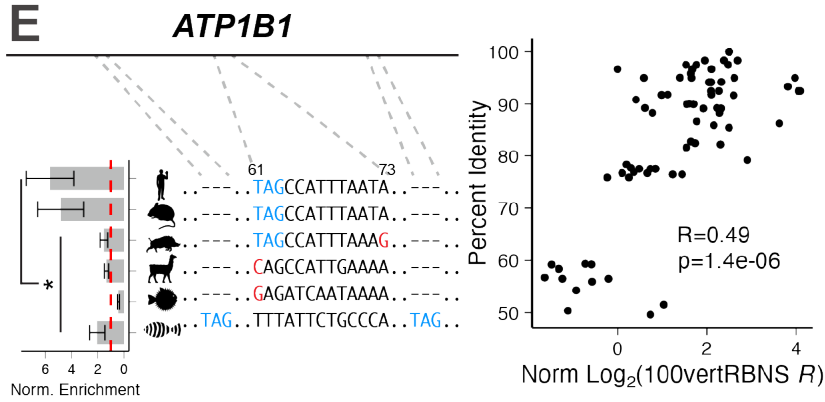 E
ATP1B1
61 73
..---..TAGCCATTTAATA..---..
..---..TAGCCATTTAATA..---..
..---..TAGCCATTTAAAG..---..
..---..CAGCCATTGAAAA..---..
..---..GAGATCAATAAAA..---..
..TAG..TTTATTCTGCCCA..TAG..
*
6 4 2 0
Norm. Enrichment
Percent Identity
100
90
80
70
60
50
R=0.49
p=1.4e-06
0 2 4
Norm Log₂(100vertRBNS R)